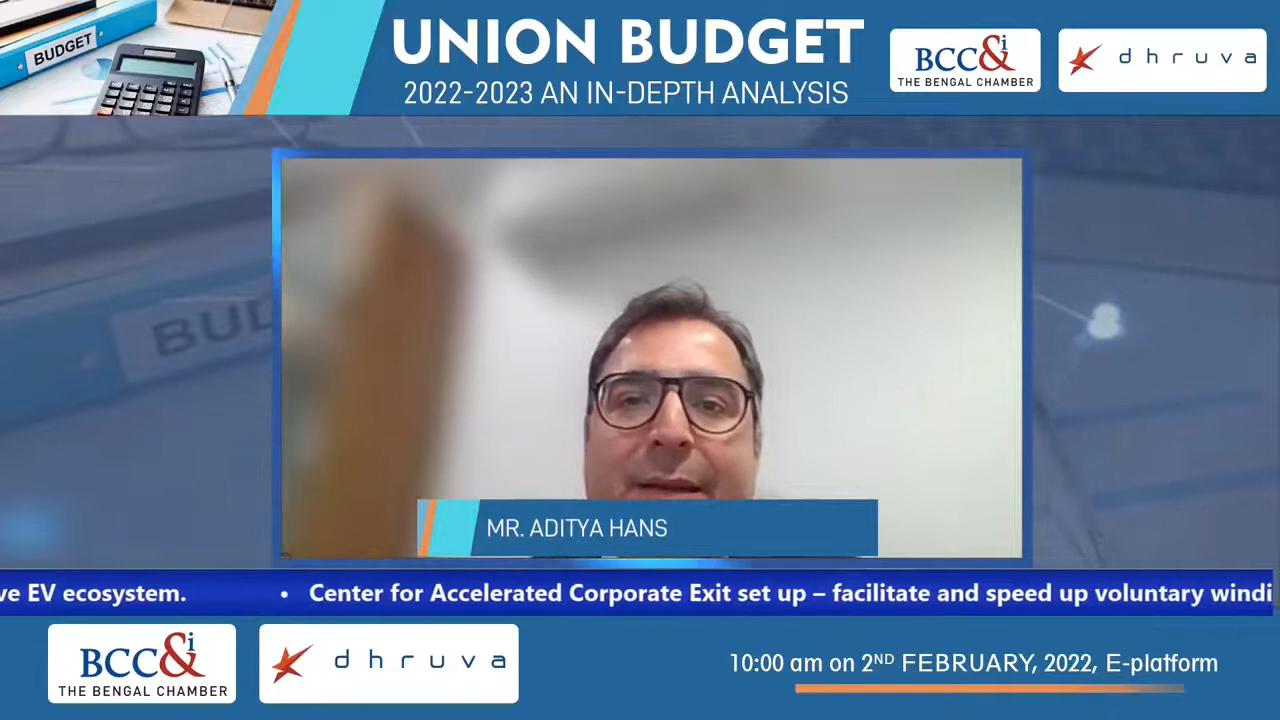 BUDGET
UNION BUDGET
2022-2023 AN IN-DEPTH ANALYSIS
BCC&i
THE BENGAL CHAMBER
dhruva
BUD
MR. ADITYA HANS
ve EV ecosystem. • Center for Accelerated Corporate Exit set up – facilitate and speed up voluntary windi
BCC&i
THE BENGAL CHAMBER
dhruva
10:00 am on 2ND FEBRUARY, 2022, E-platform